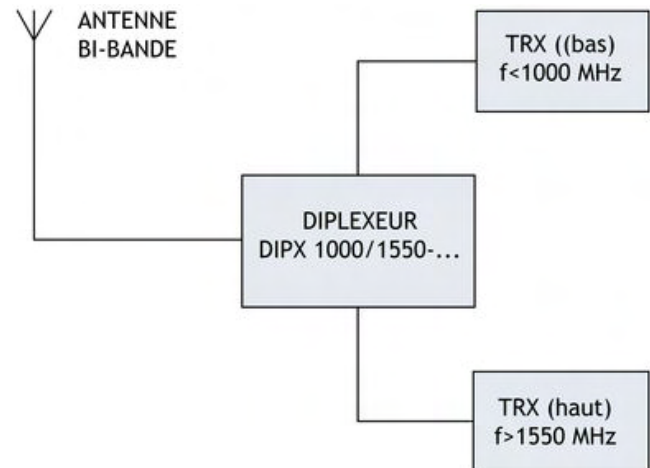 ANTENNE
BI-BANDE
TRX ((bas)
f<1000 MHz
DIPLEXEUR
DIPX 1000/1550-...
TRX (haut)
f>1550 MHz